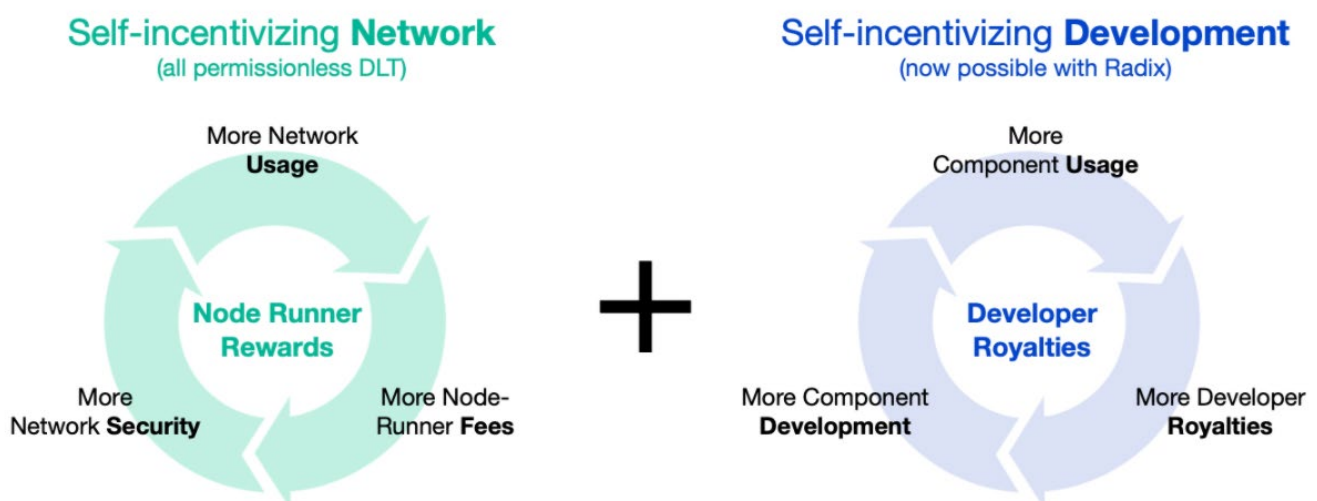 Self-incentivizing Network
(all permissionless DLT)
More Network
Usage
Node Runner
Rewards
More
Network Security
More Node-
Runner Fees
Self-incentivizing Development
(now possible with Radix)
More
Component Usage
Developer
Royalties
More Component
Development
More Developer
Royalties